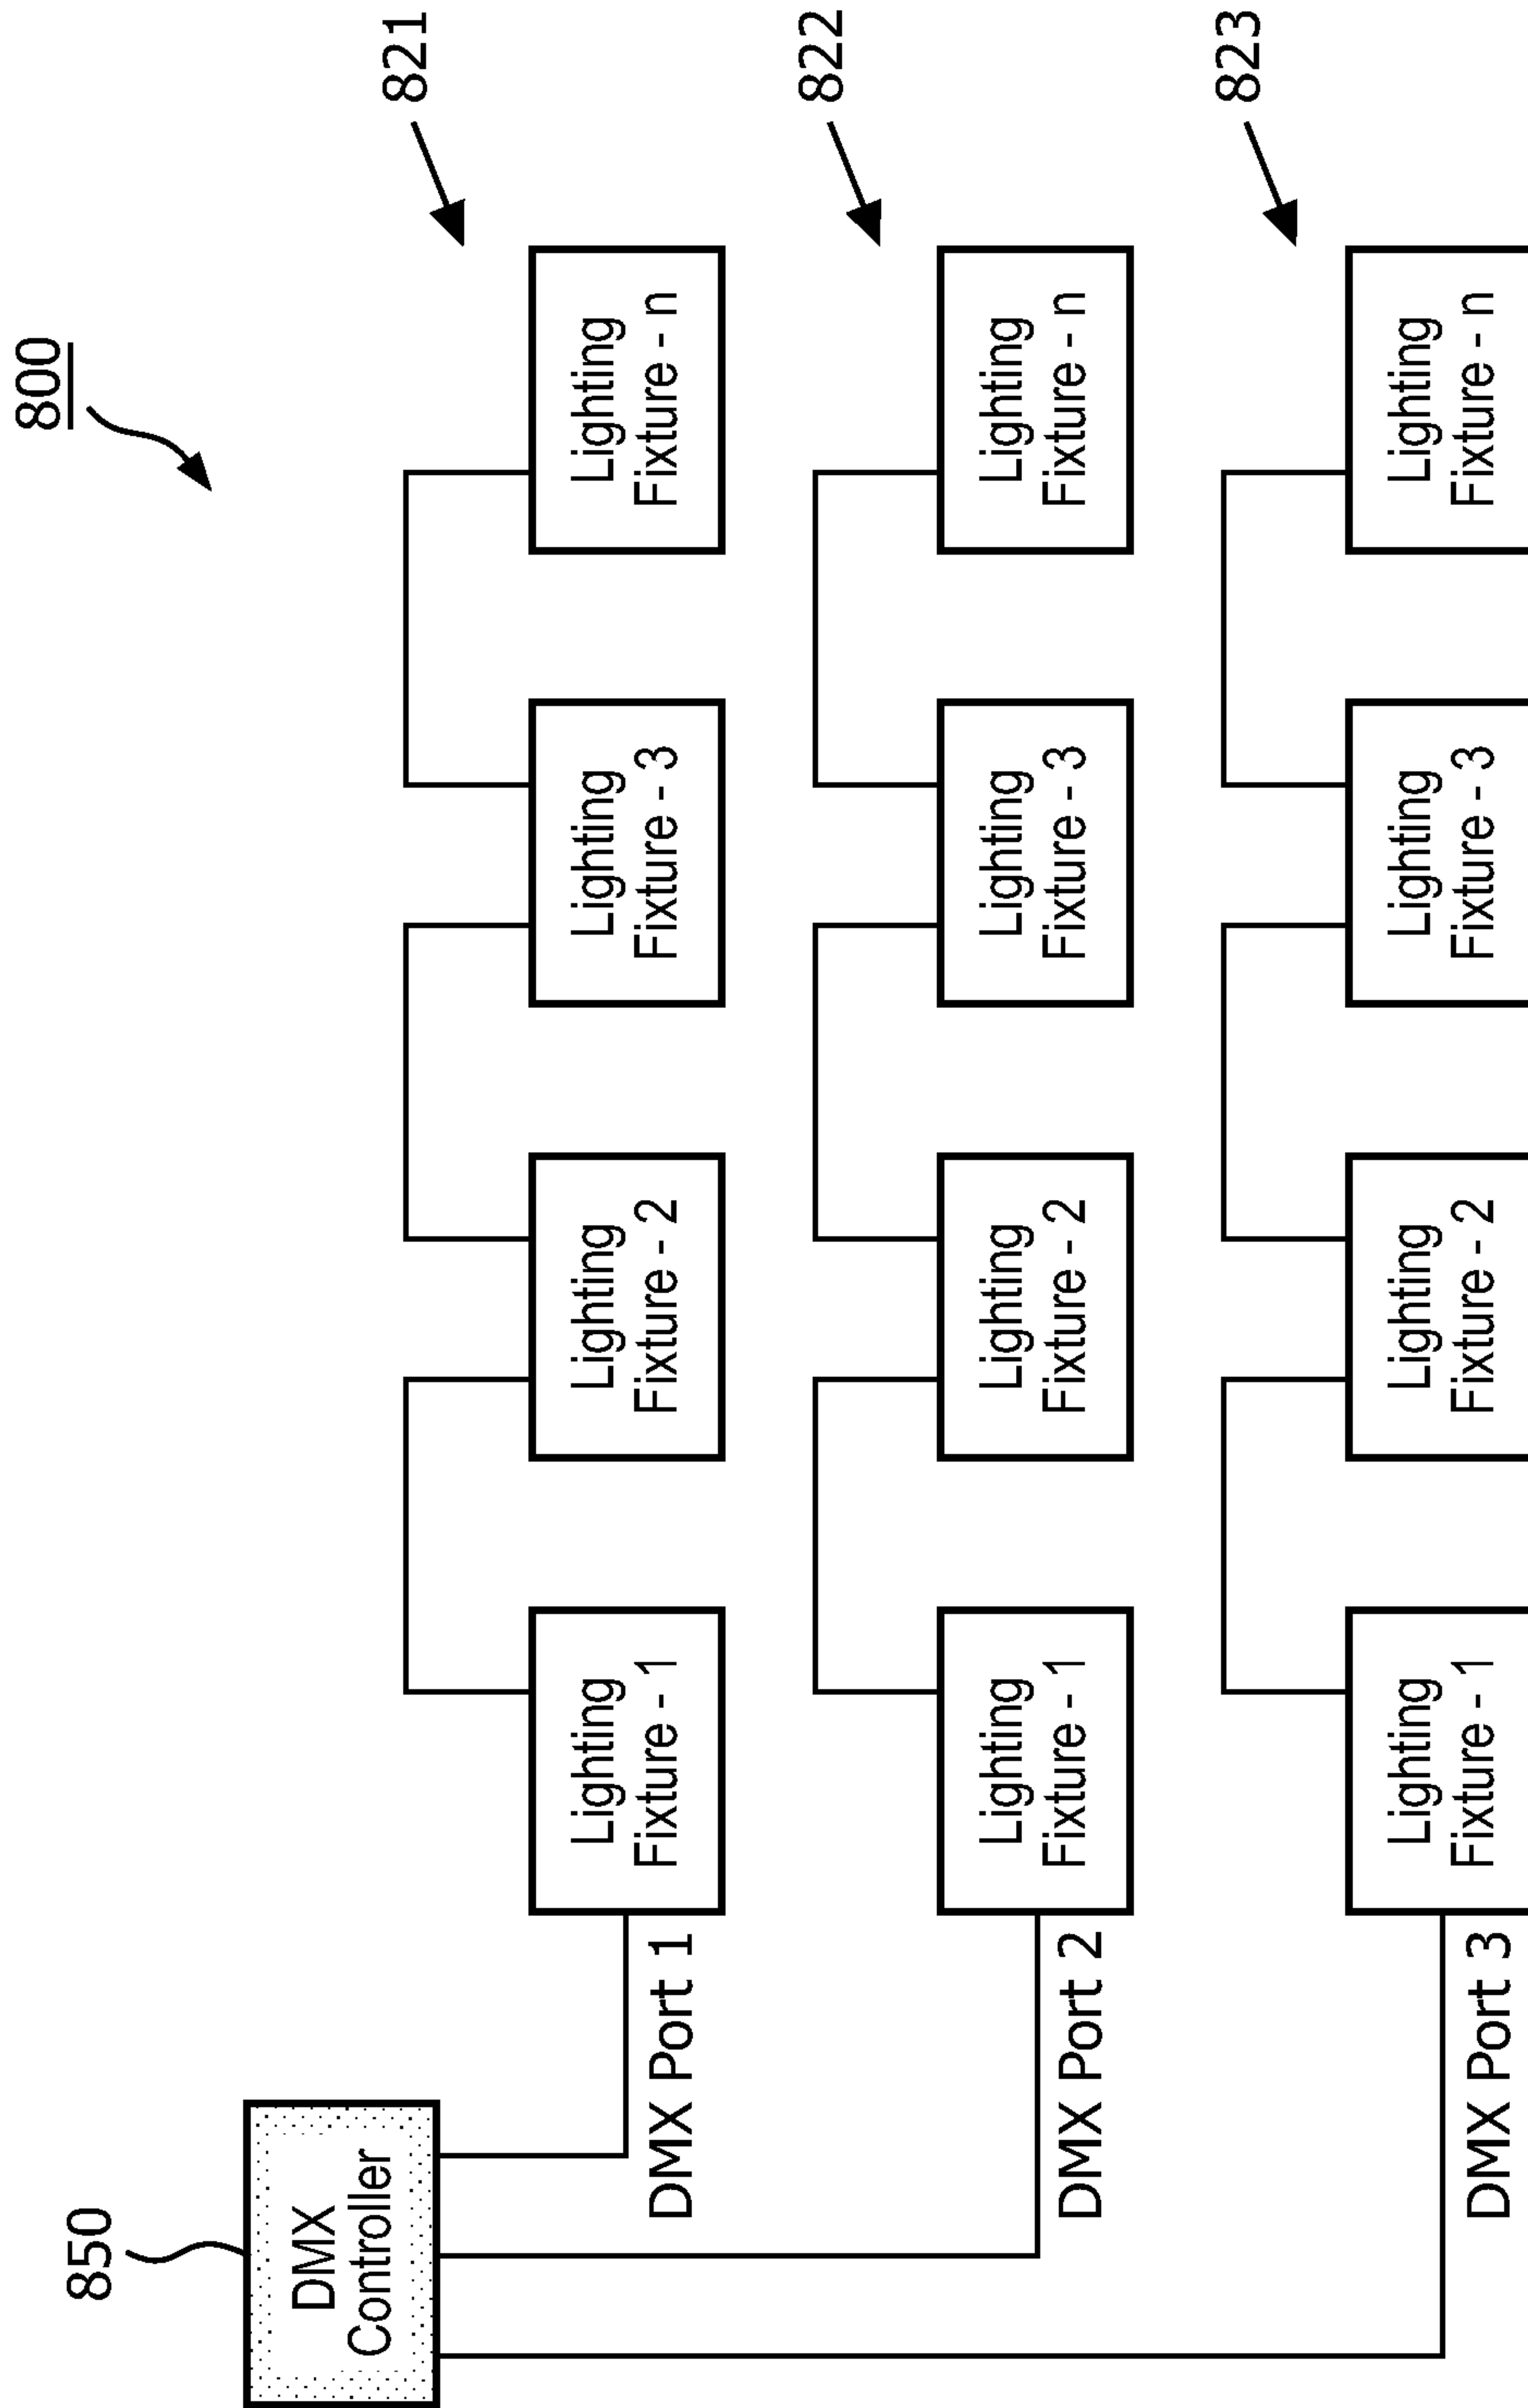 800
850
DMX
Controller
821
Lighting
Fixture - 1
Lighting
Fixture - 2
Lighting
Fixture - 3
Lighting
Fixture - n
DMX Port 1
822
Lighting
Fixture - 1
Lighting
Fixture - 2
Lighting
Fixture - 3
Lighting
Fixture - n
DMX Port 2
823
Lighting
Fixture - 1
Lighting
Fixture - 2
Lighting
Fixture - 3
Lighting
Fixture - n
DMX Port 3